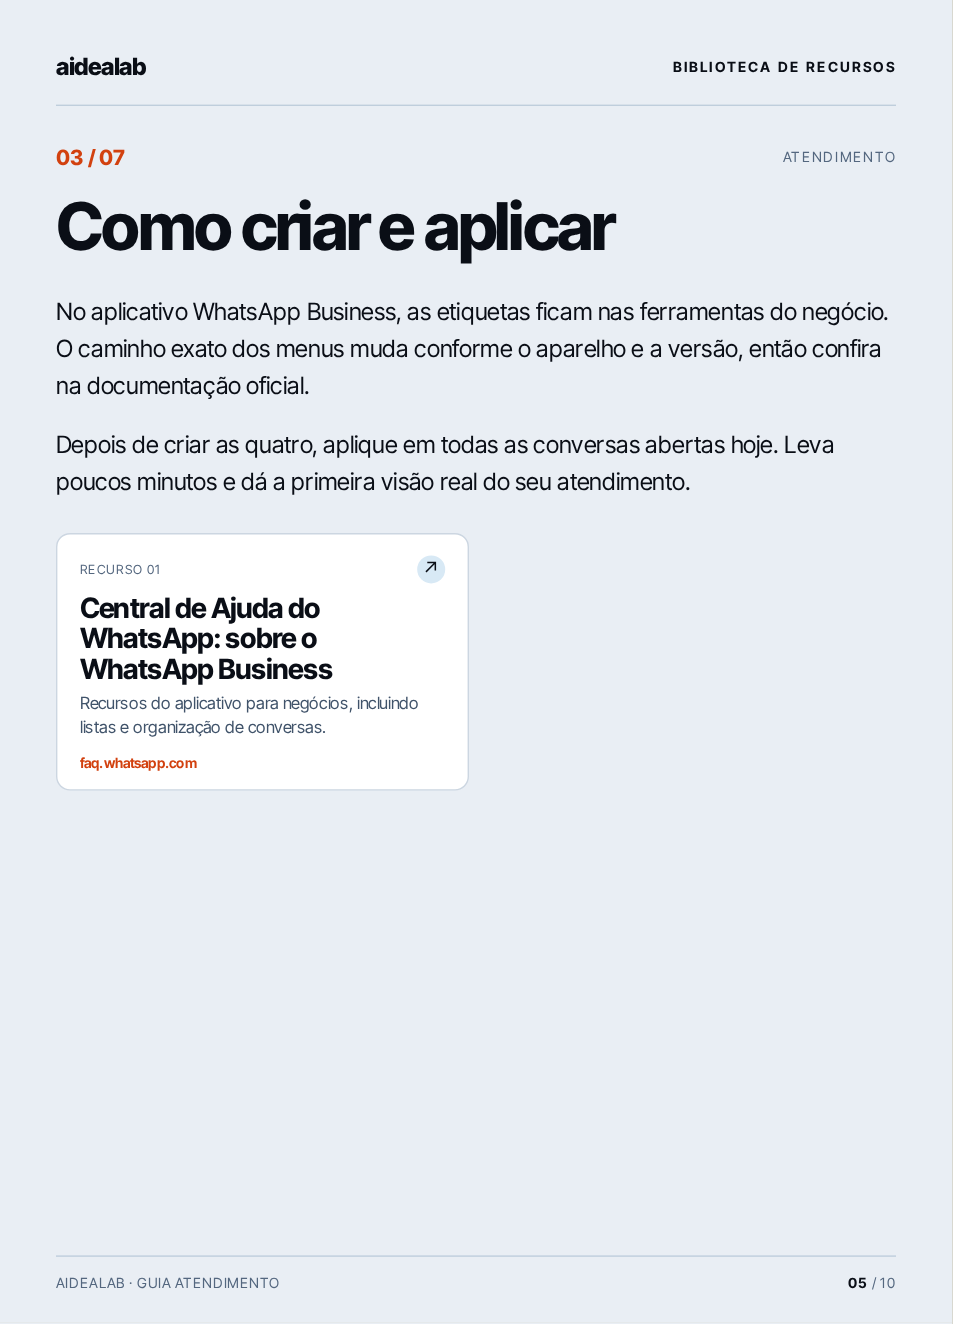 aidealab
BIBLIOTECA DE RECURSOS
03 / 07
ATENDIMENTO
Como criar e aplicar
No aplicativo WhatsApp Business, as etiquetas ficam nas ferramentas do negócio.
O caminho exato dos menus muda conforme o aparelho e a versão, então confira
na documentação oficial.
Depois de criar as quatro, aplique em todas as conversas abertas hoje. Leva
poucos minutos e dá a primeira visão real do seu atendimento.
RECURSO 01
Central de Ajuda do
WhatsApp: sobre o
WhatsApp Business
Recursos do aplicativo para negócios, incluindo
listas e organização de conversas.
faq.whatsapp.com
AIDEALAB · GUIA ATENDIMENTO
05 / 10